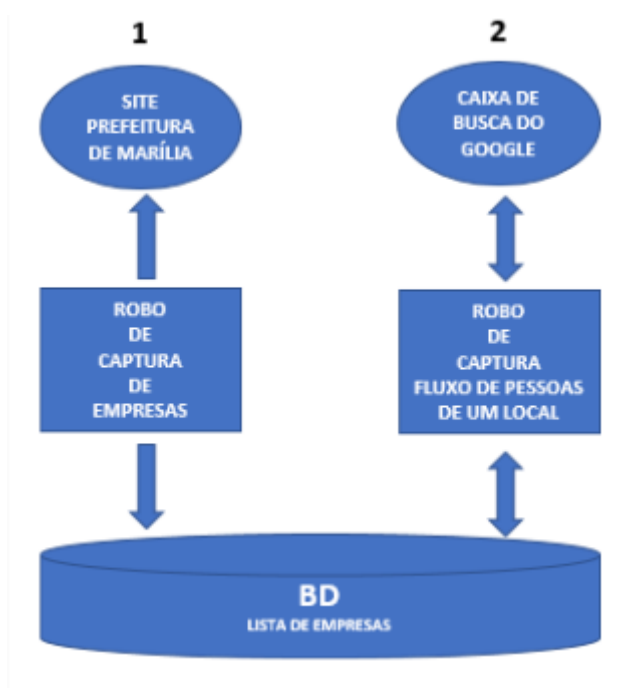 1
SITE
PREFEITURA
DE MARÍLIA
ROBO
DE
CAPTURA
DE
EMPRESAS
2
CAIXA DE
BUSCA DO
GOOGLE
ROBO
DE
CAPTURA
FLUXO DE PESSOAS
DE UM LOCAL
BD
LISTA DE EMPRESAS